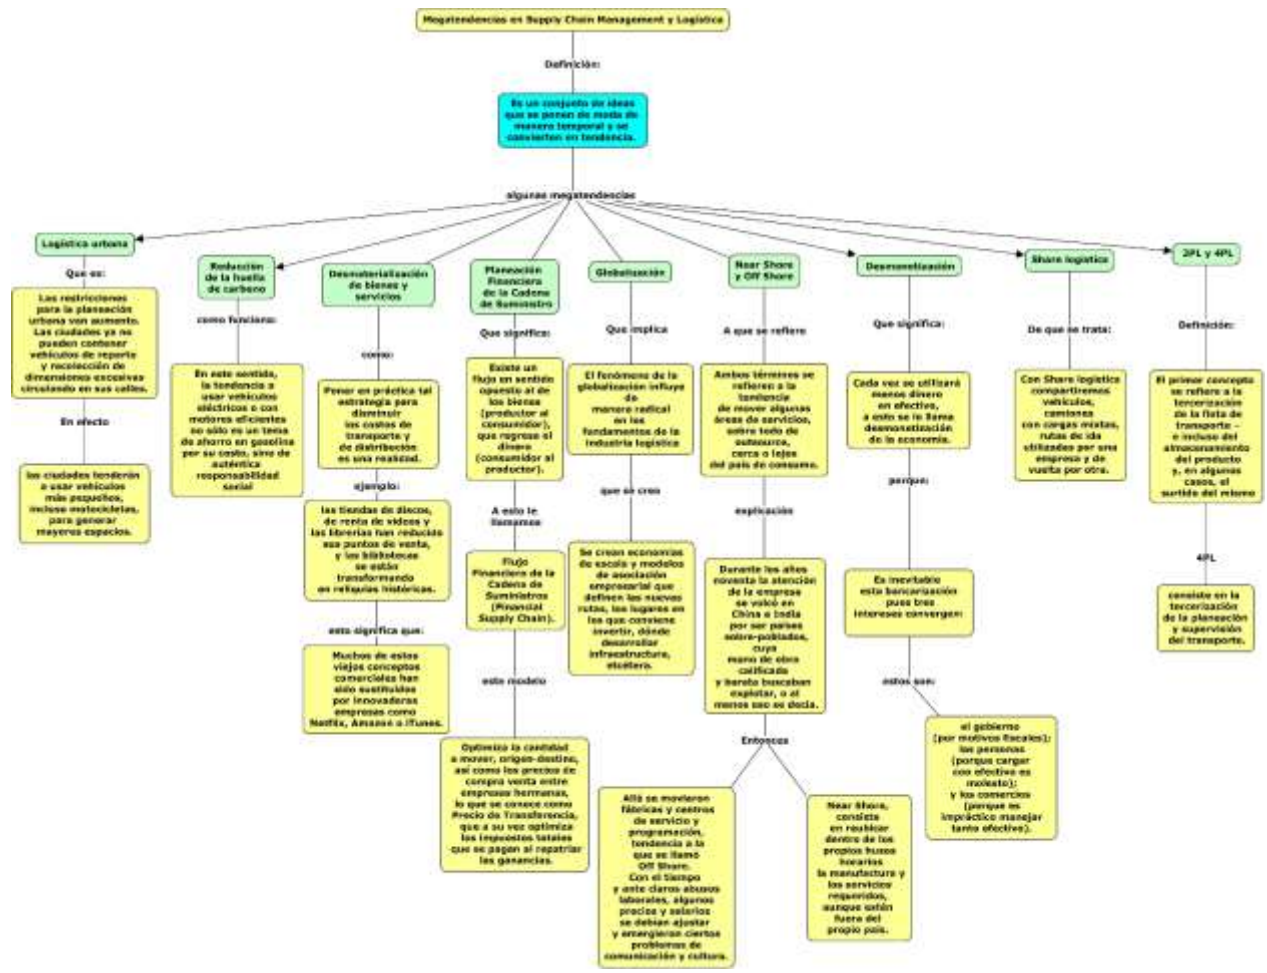 Megatendencias en Supply Chain Management y Logística
Definición:
Es un conjunto de ideas
que se ponen de moda de
manera temporal y se
convierten en tendencia.
algunas megatendencias
Logística urbana
Que es:
Las restricciones
para la planeación
urbana van aumento.
Las ciudades ya no
pueden contener
vehículos de reparto
y recolección de
dimensiones excesivas
circulando en sus calles.
En efecto
las ciudades tenderán
a usar vehículos
más pequeños,
incluso motocicletas,
para generar
mayores espacios.
Reducción
de la huella
de carbono
como funciona:
En este sentido,
la tendencia a
usar vehículos
eléctricos o con
motores eficientes
no sólo es un tema
de ahorro en gasolina
por su costo, sino de
auténtica
responsabilidad
social
Desmaterialización
de bienes y
servicios
como:
Poner en práctica tal
estrategia para
disminuir
los costos de
transporte y
de distribución
es una realidad.
ejemplo:
las tiendas de discos,
de renta de videos y
las librerías han reducido
sus puntos de venta,
y las bibliotecas
se están
transformando
en reliquias históricas.
esto significa que:
Muchos de estos
viejos conceptos
comerciales han
sido sustituidos
por innovadoras
empresas como
Netflix, Amazon o iTunes.
Planeación
Financiera
de la Cadena
de Suministro
Que significa:
Existe un
flujo en sentido
opuesto al de
los bienes
(productor al
consumidor),
que regresa el
dinero
(consumidor al
productor).
A esto le
llamamos
Flujo
Financiero de la
Cadena de
Suministros
(Financial
Supply Chain).
este modelo
Optimiza la cantidad
a mover, origen-destino,
así como los precios de
compra venta entre
empresas hermanas,
lo que se conoce como
Precio de Transferencia,
que a su vez optimiza
los impuestos totales
que se pagan al repatriar
las ganancias.
Globalización
Que implica
El fenómeno de la
globalización influye
de
manera radical
en los
fundamentos de la
industria logística
que se crea
Se crean economías
de escala y modelos
de asociación
empresarial que
definen las nuevas
rutas, los lugares en
los que conviene
invertir, dónde
desarrollar
infraestructura,
etcétera.
Near Shore
y Off Shore
A que se refiere
Ambos términos se
refieren a la
tendencia
de mover algunas
áreas de servicios,
sobre todo de
outsource,
cerca o lejos
del país de consumo.
explicación
Durante los años
noventa la atención
de la empresa
se volcó en
China e India
por ser países
sobre-poblados,
cuya
mano de obra
calificada
y barata buscaban
explotar, o al
menos eso se decía.
Entonces
Allá se movieron
fábricas y centros
de servicio y
programación,
tendencia a la
que se llamó
Off Shore.
Con el tiempo
y ante claros abusos
laborales, algunos
precios y salarios
se debían ajustar
y emergieron ciertos
problemas de
comunicación y cultura.
Near Shore,
consiste
en reubicar
dentro de los
propios husos
horarios
la manufactura y
los servicios
requeridos,
aunque estén
fuera del
propio país.
Desmonetización
Que significa:
Cada vez se utilizará
menos dinero
en efectivo,
a esto se le llama
desmonetización
de la economía.
porque:
Es inevitable
esta bancarización
pues tres
intereses convergen:
estos son:
el gobierno
(por motivos fiscales);
las personas
(porque cargar
con efectivo es
molesto);
y los comercios
(porque es
impráctico manejar
tanto efectivo).
Share logística
De que se trata:
Con Share logística
compartiremos
vehículos,
camiones
con cargas mixtas,
rutas de ida
utilizadas por una
empresa y de
vuelta por otra.
3PL y 4PL
Definición:
El primer concepto
se refiere a la
tercerización
de la flota de
transporte –
e incluso del
almacenamiento
del producto
y, en algunos
casos, el
surtido del mismo
4PL
consiste en la
tercerización
de la planeación
y supervisión
del transporte.